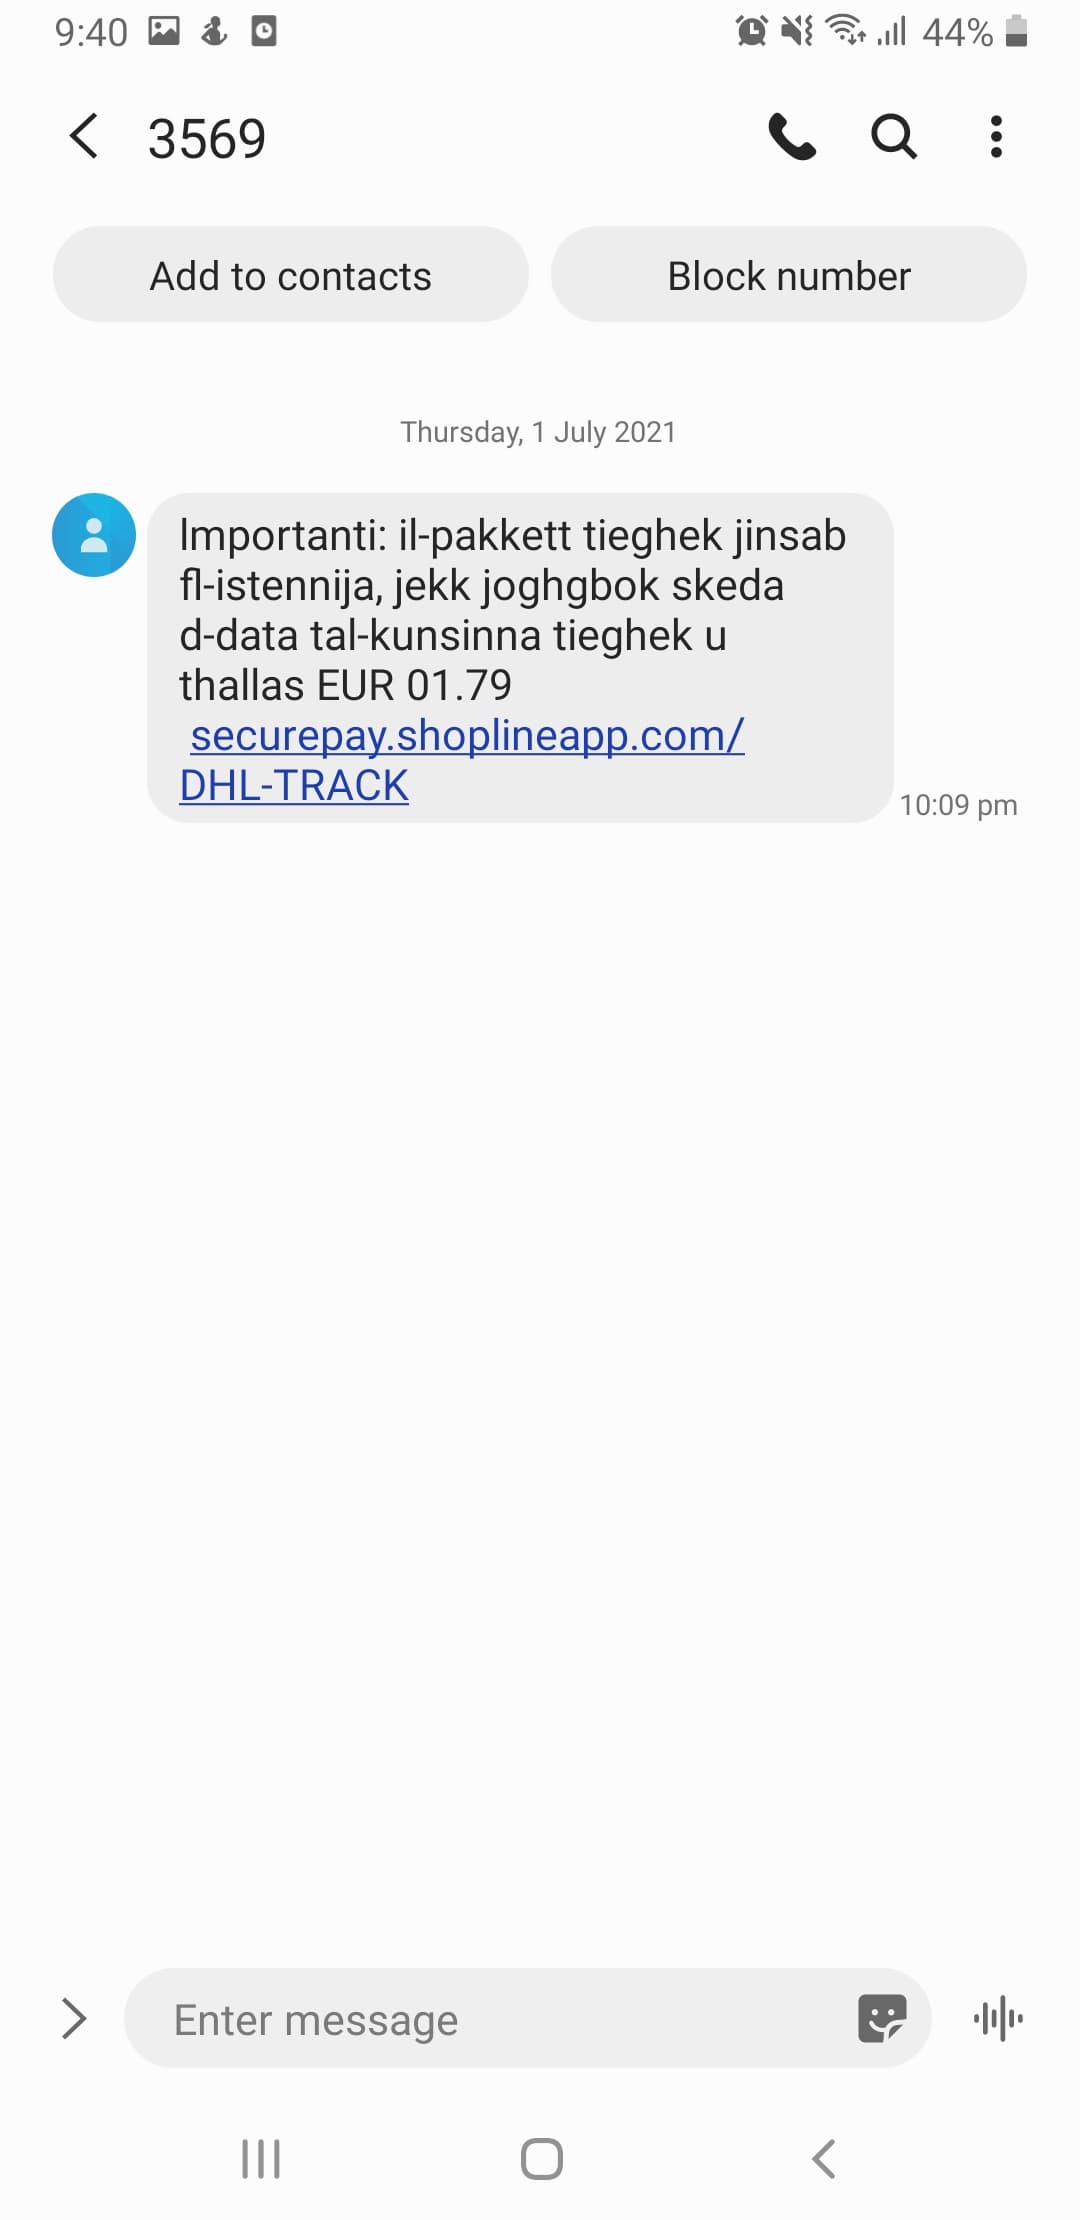 9:40
44%
3569
Add to contacts
Block number
Thursday, 1 July 2021
Importanti: il-pakkett tieghek jinsab
fl-istennija, jekk joghgbok skeda
d-data tal-kunsinna tieghek u
thallas EUR 01.79
securepay.shoplineapp.com/
DHL-TRACK
10:09 pm
Enter message